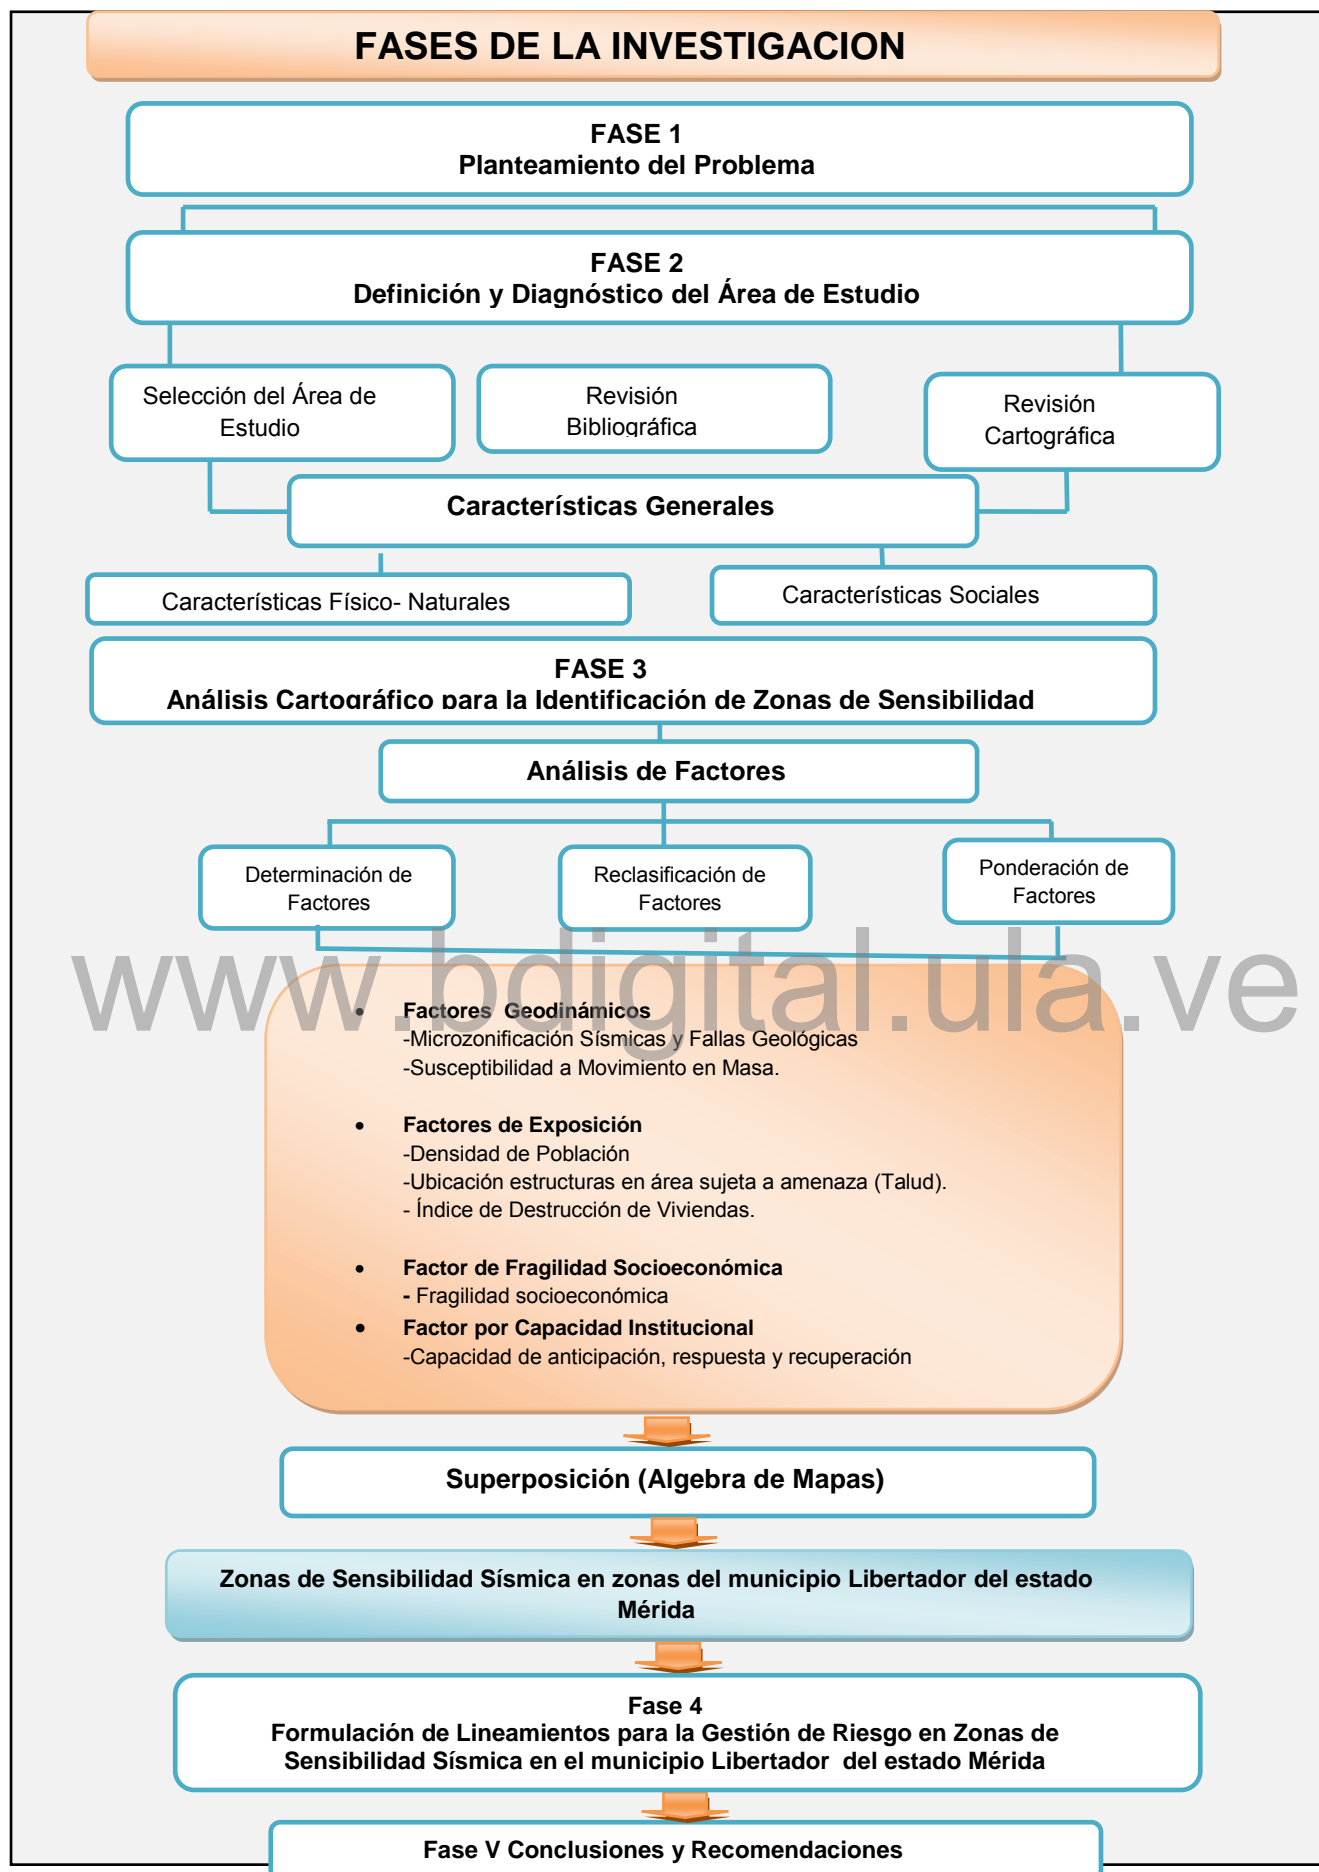 FASES DE LA INVESTIGACION
FASE 1
Planteamiento del Problema
FASE 2
Definición y Diagnóstico del Área de Estudio
Selección del Área de
Estudio
Revisión
Bibliográfica
Revisión
Cartográfica
Características Generales
Características Físico- Naturales
Características Sociales
FASE 3
Análisis Cartográfico para la Identificación de Zonas de Sensibilidad
Análisis de Factores
Determinación de
Factores
Reclasificación de
Factores
Ponderación de
Factores
www.bdigital.ula.ve
• Factores Geodinámicos
-Microzonificación Sísmicas y Fallas Geológicas
-Susceptibilidad a Movimiento en Masa.
• Factores de Exposición
-Densidad de Población
-Ubicación estructuras en área sujeta a amenaza (Talud).
- Índice de Destrucción de Viviendas.
• Factor de Fragilidad Socioeconómica
- Fragilidad socioeconómica
• Factor por Capacidad Institucional
-Capacidad de anticipación, respuesta y recuperación
Superposición (Algebra de Mapas)
Zonas de Sensibilidad Sísmica en zonas del municipio Libertador del estado
Mérida
Fase 4
Formulación de Lineamientos para la Gestión de Riesgo en Zonas de
Sensibilidad Sísmica en el municipio Libertador del estado Mérida
Fase V Conclusiones y Recomendaciones